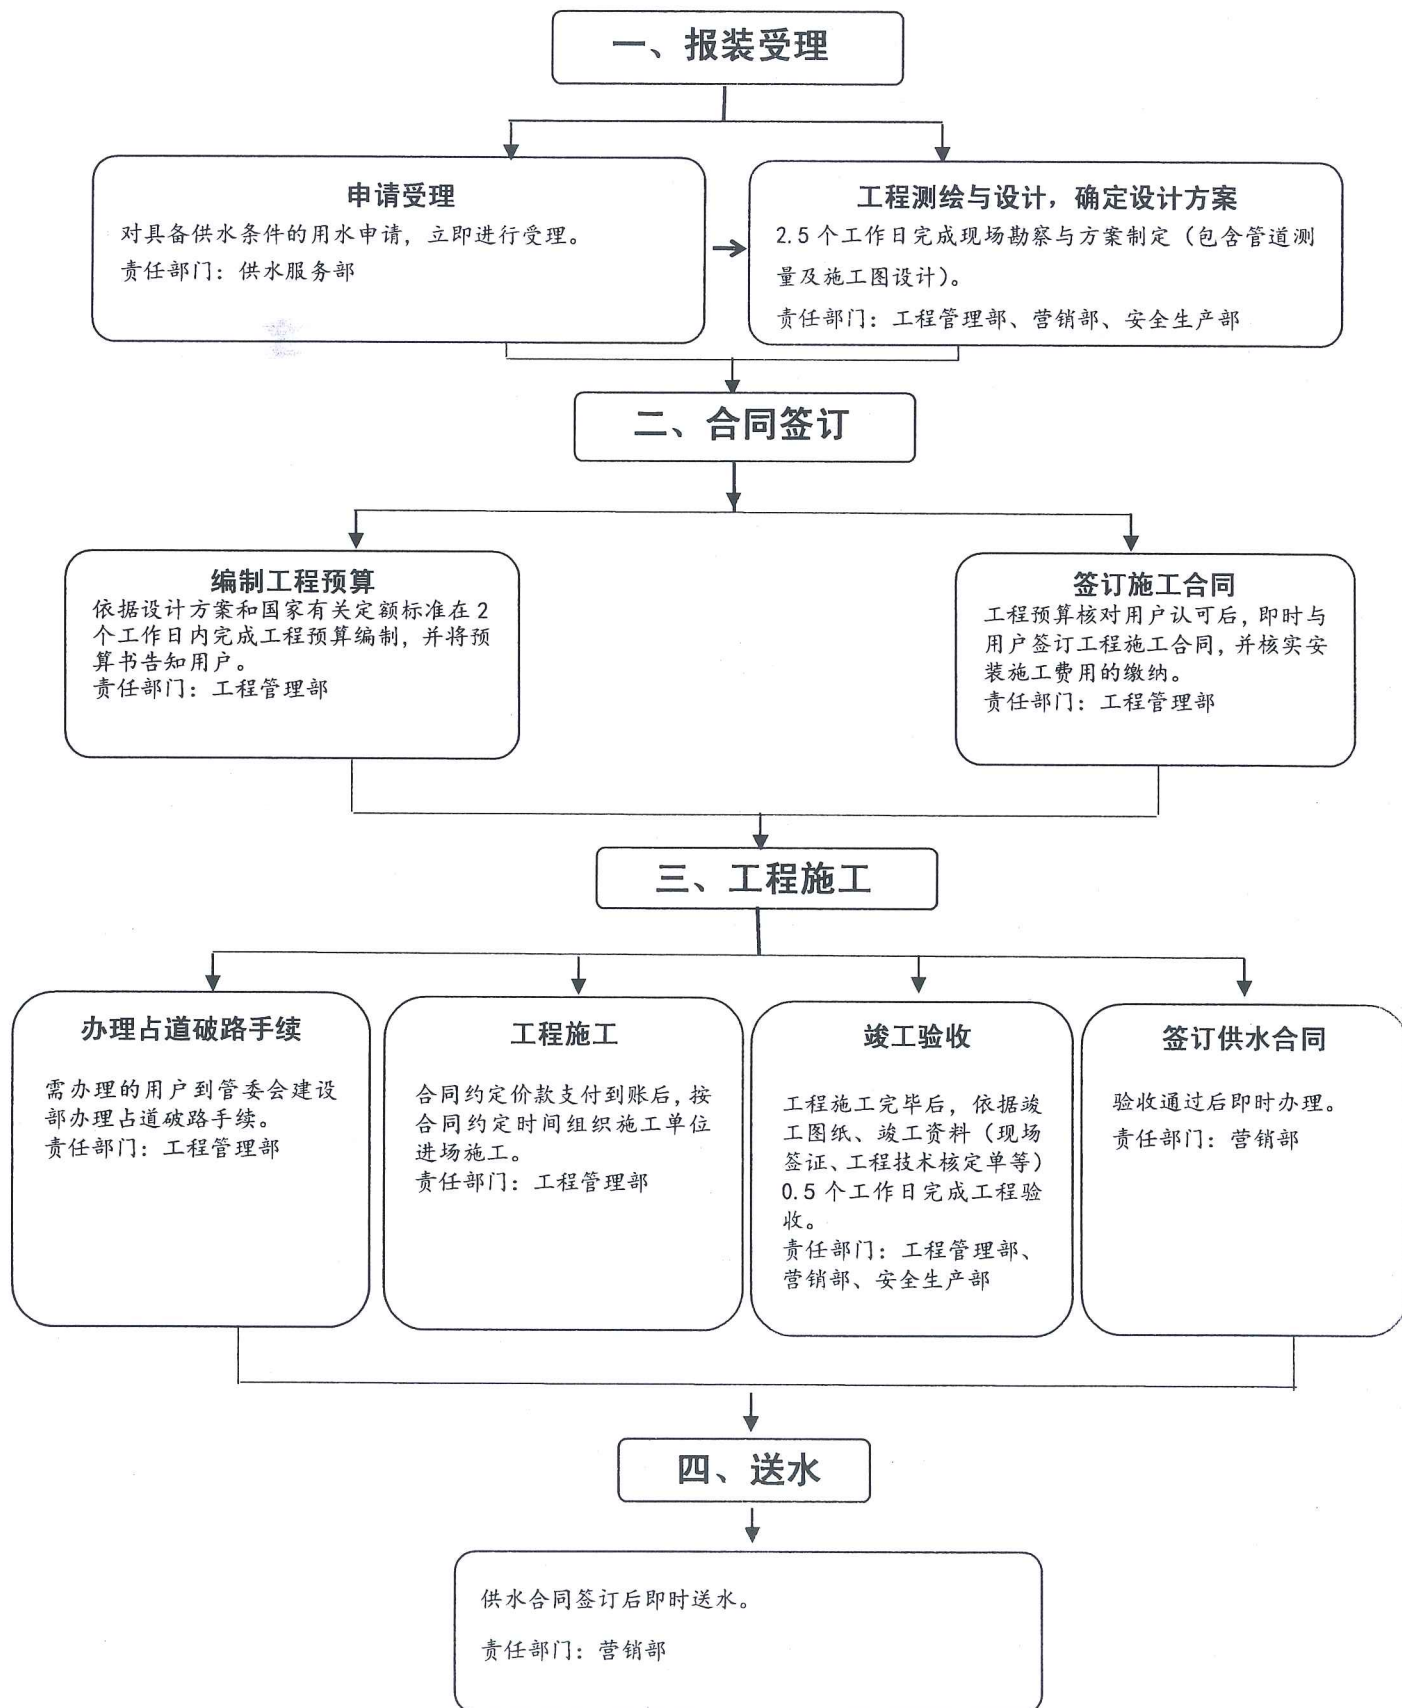 一、报装受理
申请受理
对具备供水条件的用水申请，立即进行受理。
责任部门：供水服务部
工程测绘与设计，确定设计方案
2.5 个工作日完成现场勘察与方案制定（包含管道测
量及施工图设计）。
责任部门：工程管理部、营销部、安全生产部
二、合同签订
编制工程预算
依据设计方案和国家有关定额标准在 2
个工作日内完成工程预算编制，并将预
算书告知用户。
责任部门：工程管理部
签订施工合同
工程预算核对用户认可后，即时与
用户签订工程施工合同，并核实安
装施工费用的缴纳。
责任部门：工程管理部
三、工程施工
办理占道破路手续
需办理的用户到管委会建设
部办理占道破路手续。
责任部门：工程管理部
工程施工
合同约定价款支付到账后，按
合同约定时间组织施工单位
进场施工。
责任部门：工程管理部
竣工验收
工程施工完毕后，依据竣
工图纸、竣工资料（现场
签证、工程技术核定单等）
0.5 个工作日完成工程验
收。
责任部门：工程管理部、
营销部、安全生产部
签订供水合同
验收通过后即时办理。
责任部门：营销部
四、送水
供水合同签订后即时送水。
责任部门：营销部